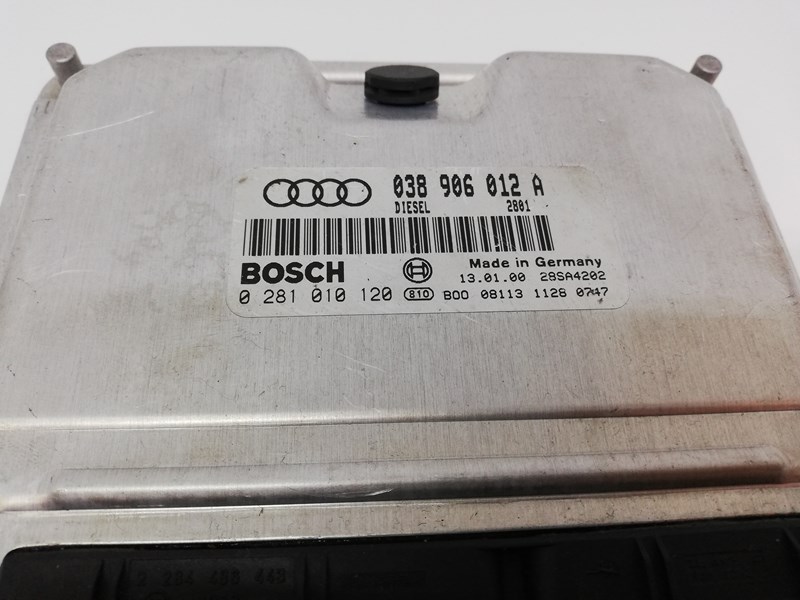 038 906 012 A
DIESEL 2801
BOSCH Made in Germany
13.01.00 28SA4202
0 281 010 120 810 B00 08113 1126 0747